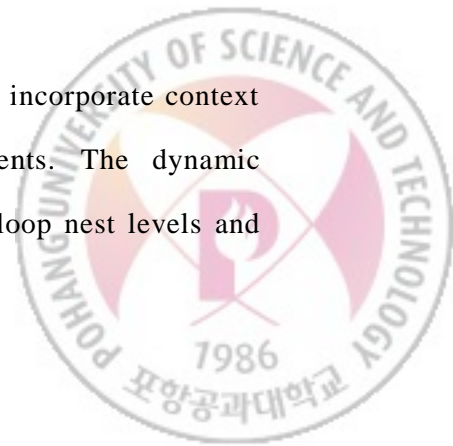 incorporate context
ents. The dynamic
loop nest levels and
POHANG UNIVERSITY OF SCIENCE AND TECHNOLOGY
1986
포항공과대학교